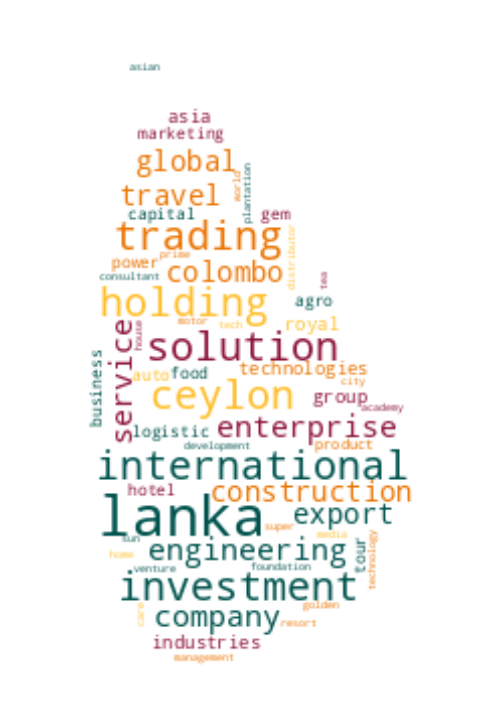 asian
asia
marketing
global
world
plantation
travel
capital
gem
trading
distributor
prime
power
colombo
consultant
tea
holding
agro
motor
tech
royal
service
house
solution
business
technologies
auto
food
city
ceylon
group
academy
logistic
enterprise
development
product
international
hotel
construction
lanka
export
super
sun
media
engineering
tour
technology
home
venture
foundation
investment
care
golden
company
resort
industries
management